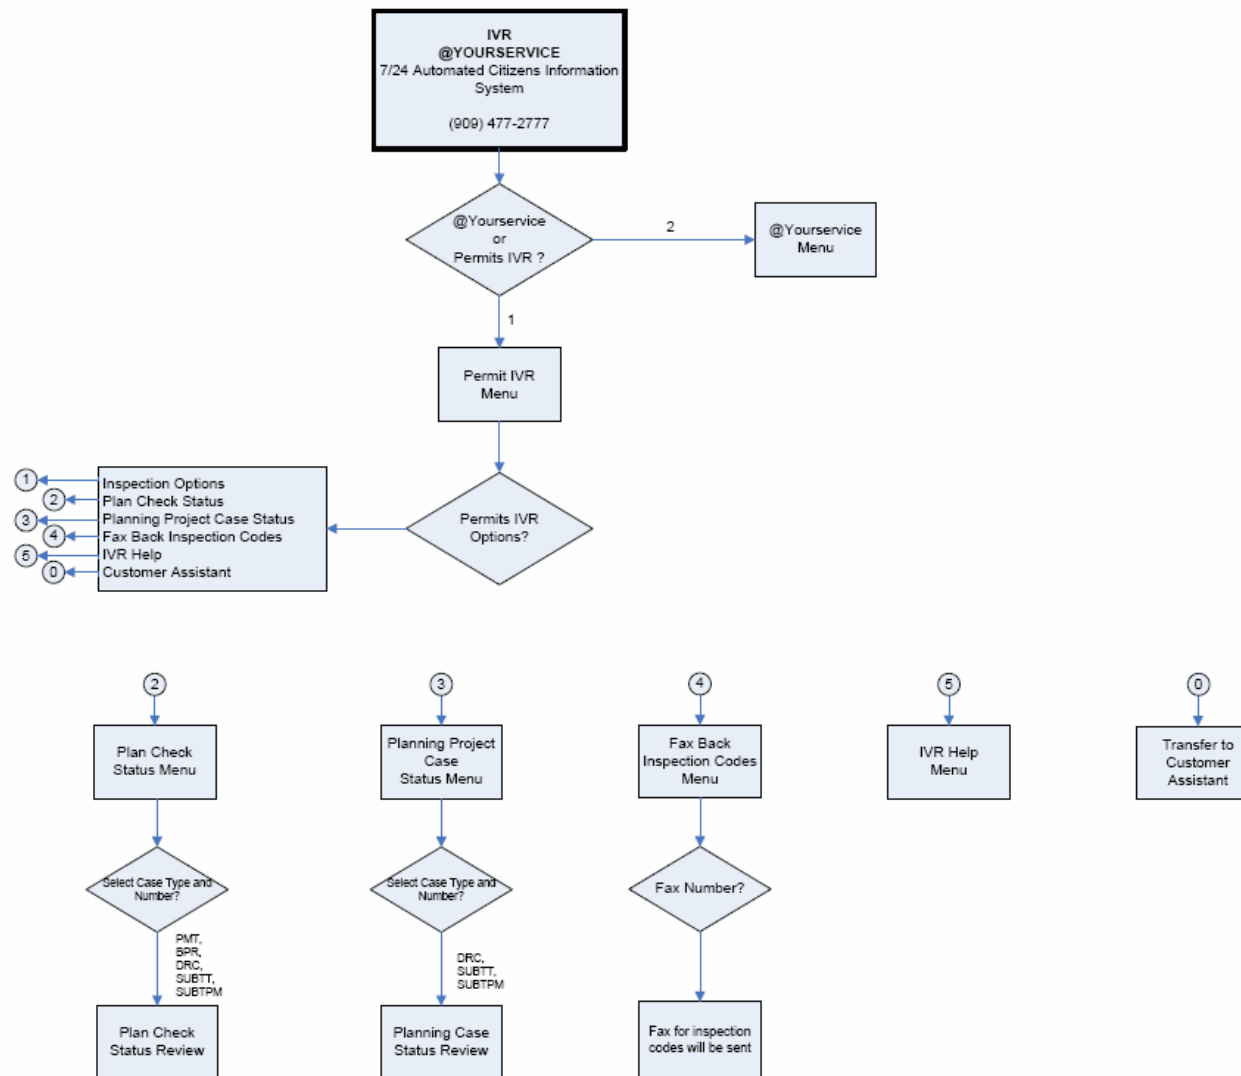 IVR
@YOURSERVICE
7/24 Automated Citizens Information
System
(909) 477-2777
@Yourservice
or
Permits IVR ?
2
@Yourservice
Menu
1
Permit IVR
Menu
Permits IVR
Options?
1
Inspection Options
2
Plan Check Status
3
Planning Project Case Status
4
Fax Back Inspection Codes
5
IVR Help
0
Customer Assistant
2
Plan Check
Status Menu
Select Case Type and
Number?
PMT,
BPR,
DRC,
SUBTT,
SUBTPM
Plan Check
Status Review
3
Planning Project
Case
Status Menu
Select Case Type and
Number?
DRC,
SUBTT,
SUBTPM
Planning Case
Status Review
4
Fax Back
Inspection Codes
Menu
Fax Number?
Fax for inspection
codes will be sent
5
IVR Help
Menu
0
Transfer to
Customer
Assistant